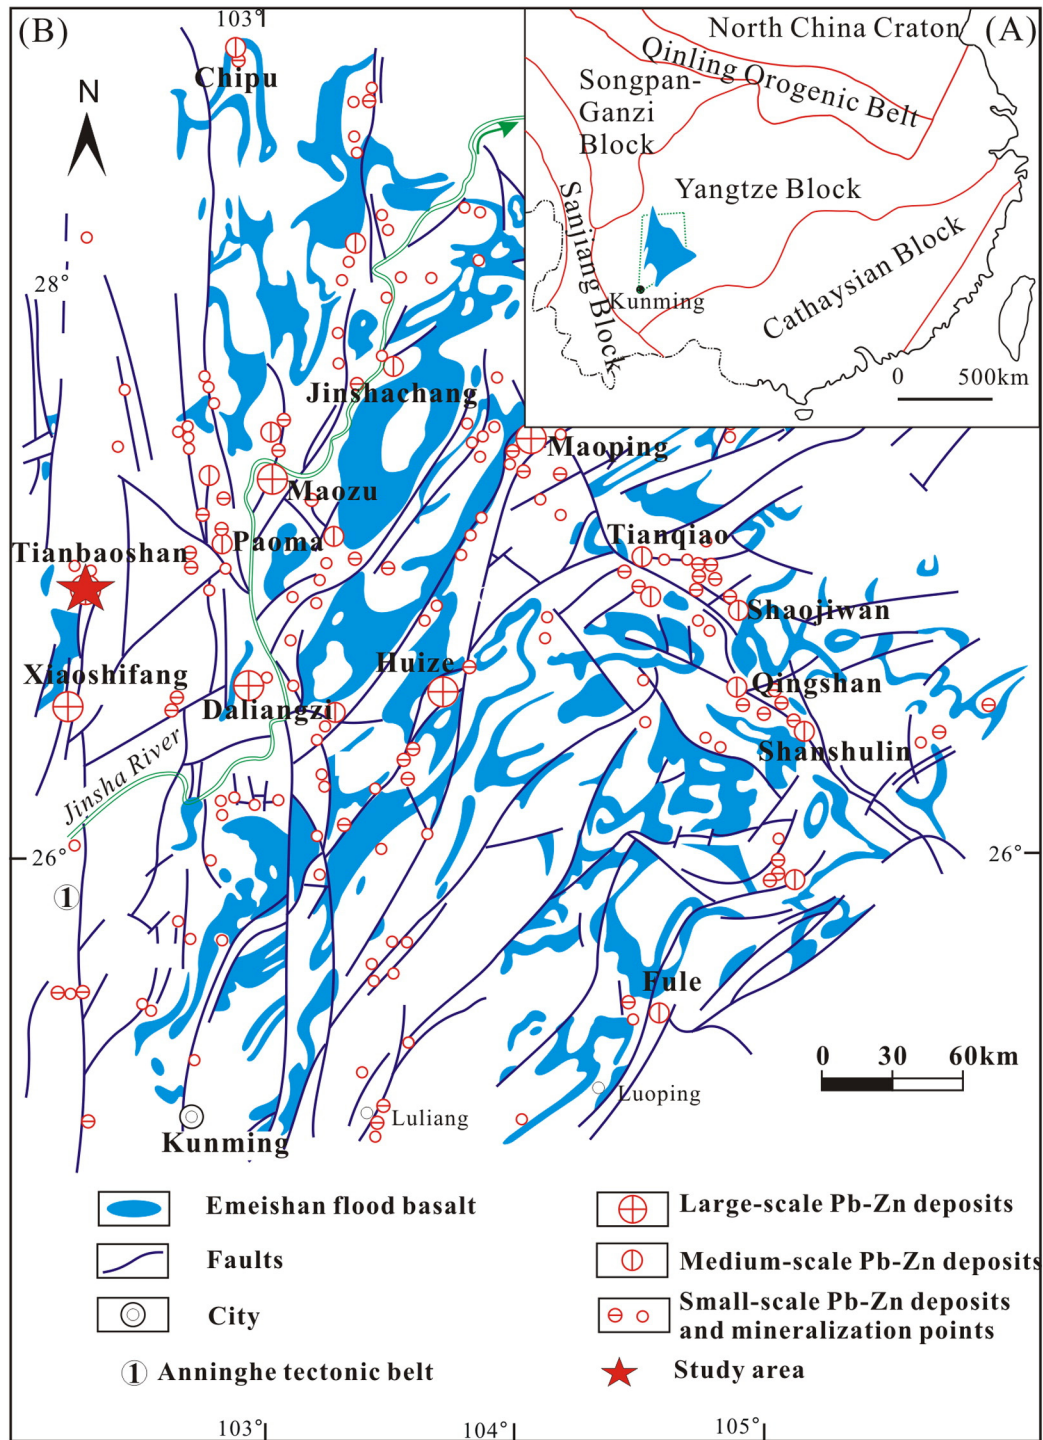 (B)
103°
N
28°
Chipu
Jinshachang
Maoping
Maozu
Paoma
Tianbaoshan
Tianqiao
Shaojiwan
Xiaoshifang
Huize
Daliangzi
Qingshan
Shanshulin
Jinsha River
26°
26°
1
Fule
0 30 60km
Luoping
Luliang
Kunming
(A)
North China Craton
Qinling Orogenic Belt
Songpan-
Ganzi
Block
Yangtze Block
Sanjiang Block
Kunming
Cathaysian Block
0 500km
Emeishan flood basalt
Faults
City
1 Anninghe tectonic belt
Large-scale Pb-Zn deposits
Medium-scale Pb-Zn deposits
Small-scale Pb-Zn deposits
and mineralization points
Study area
103°
104°
105°